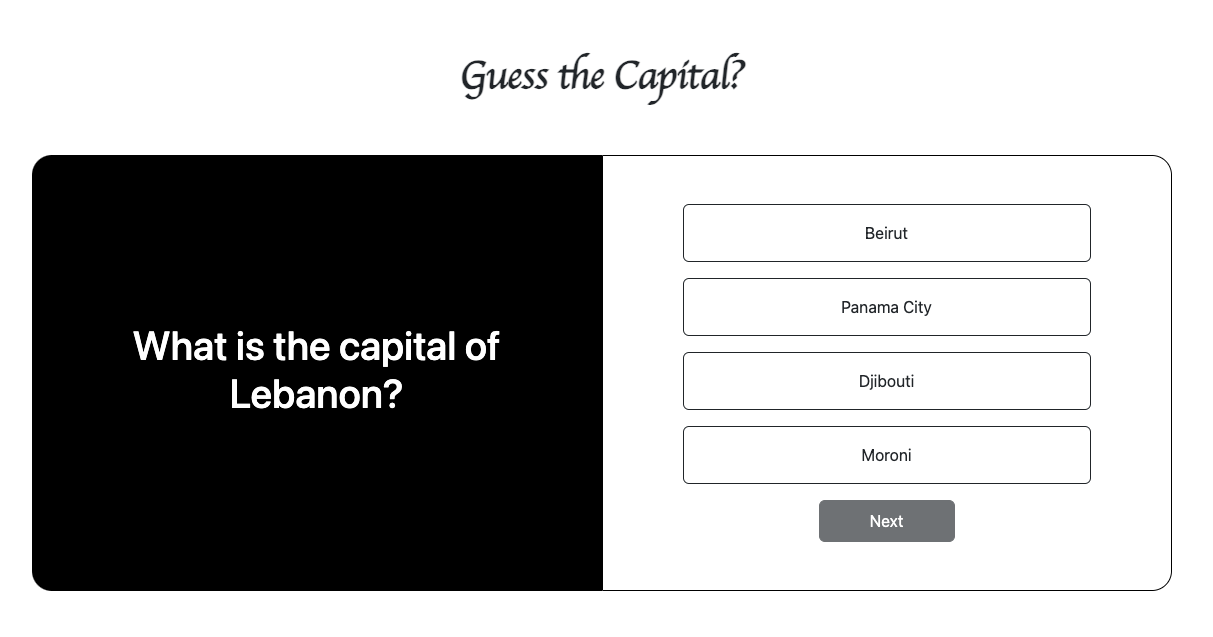 Guess the Capital?
What is the capital of
Lebanon?
Beirut
Panama City
Djibouti
Moroni
Next